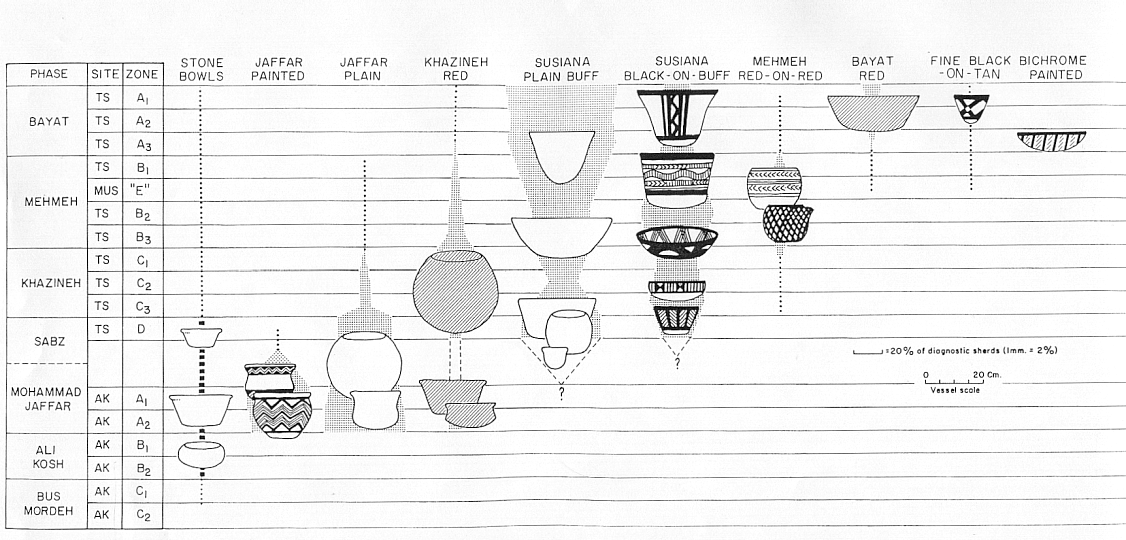 PHASE SITE ZONE STONE BOWLS JAFFAR PAINTED JAFFAR PLAIN KHAZINEH RED SUSIANA PLAIN BUFF SUSIANA BLACK-ON-BUFF MEHMEH RED-ON-RED BAYAT RED FINE BLACK -ON-TAN BICHROME PAINTED
BAYAT
TS A1
TS A2
TS A3
MEHMEH
TS B1
MUS "E"
TS B2
TS B3
KHAZINEH
TS C1
TS C2
TS C3
SABZ
TS D
MOHAMMAD
JAFFAR
AK A1
AK A2
ALI
KOSH
AK B1
AK B2
BUS
MORDEH
AK C1
AK C2
?
?
=20% of diagnostic sherds (1mm. = 2%)
0 20 Cm.
Vessel scale